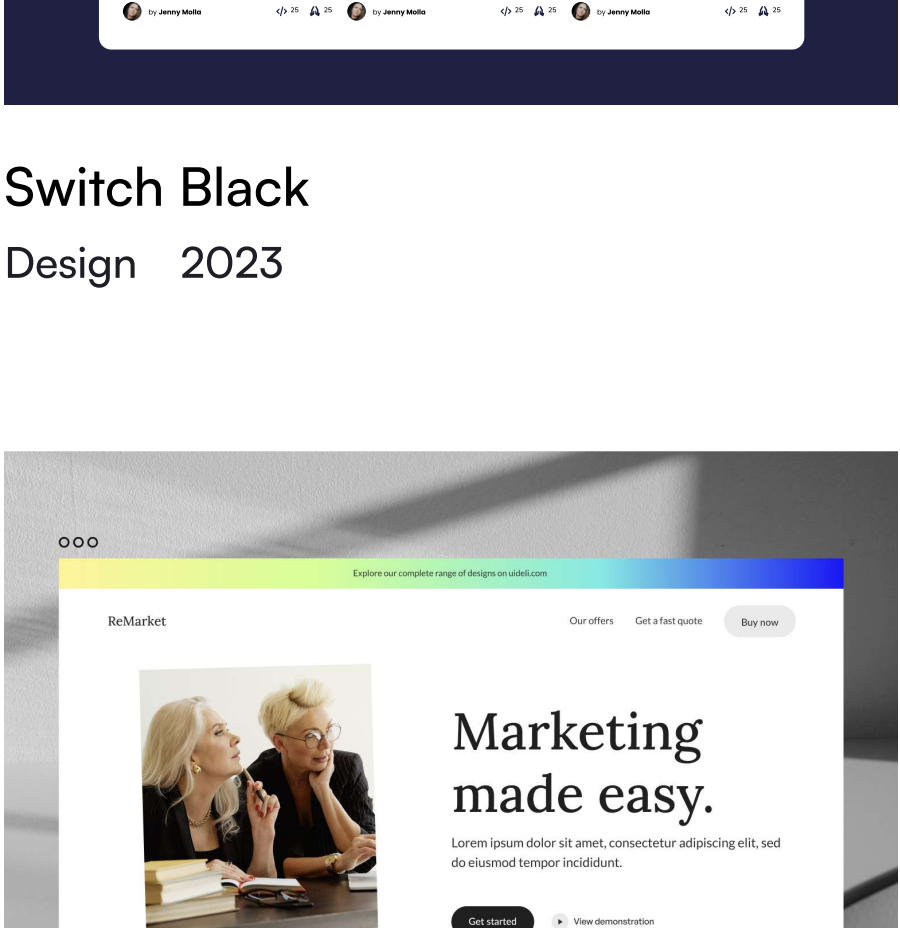 by Jenny Molla 25 25 by Jenny Molla 25 25 by Jenny Molla 25 25
Switch Black
Design 2023
Explore our complete range of designs on uideli.com
ReMarket Our offers Get a fast quote Buy now
Marketing
made easy.
Lorem ipsum dolor sit amet, consectetur adipiscing elit, sed
do eiusmod tempor incididunt.
Get started View demonstration